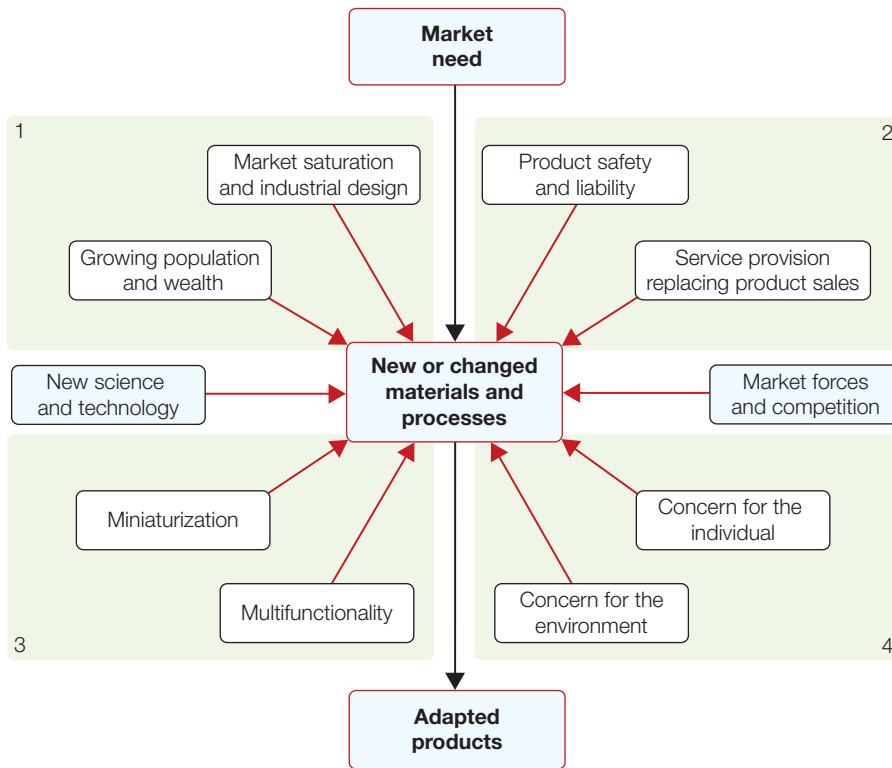 Market
need
1
2
Market saturation
and industrial design
Product safety
and liability
Growing population
and wealth
Service provision
replacing product sales
New science
and technology
New or changed
materials and
processes
Market forces
and competition
Miniaturization
Concern for the
individual
Multifunctionality
Concern for the
environment
3
4
Adapted
products